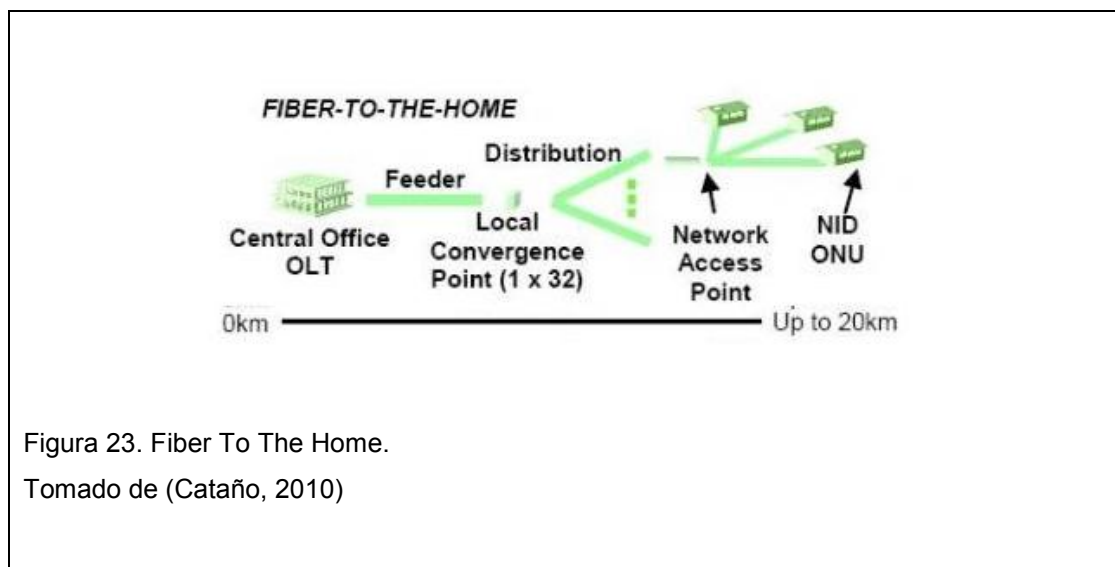 FIBER-TO-THE-HOME
Distribution
Feeder
Central Office
OLT
Local
Convergence
Point (1 x 32)
Network
Access
Point
NID
ONU
0km
Up to 20km
Figura 23. Fiber To The Home.
Tomado de (Cataño, 2010)